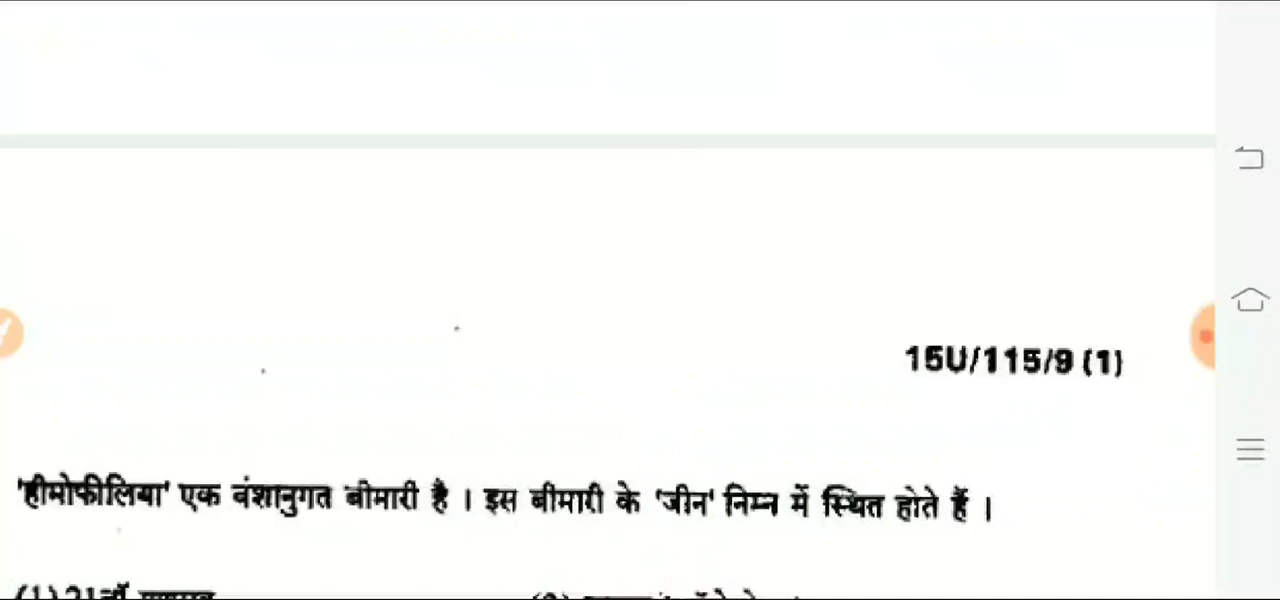 15U/115/9 (1)
'हीमोफीलिया' एक वंशानुगत बीमारी है । इस बीमारी के 'जीन' निम्न में स्थित होते हैं ।